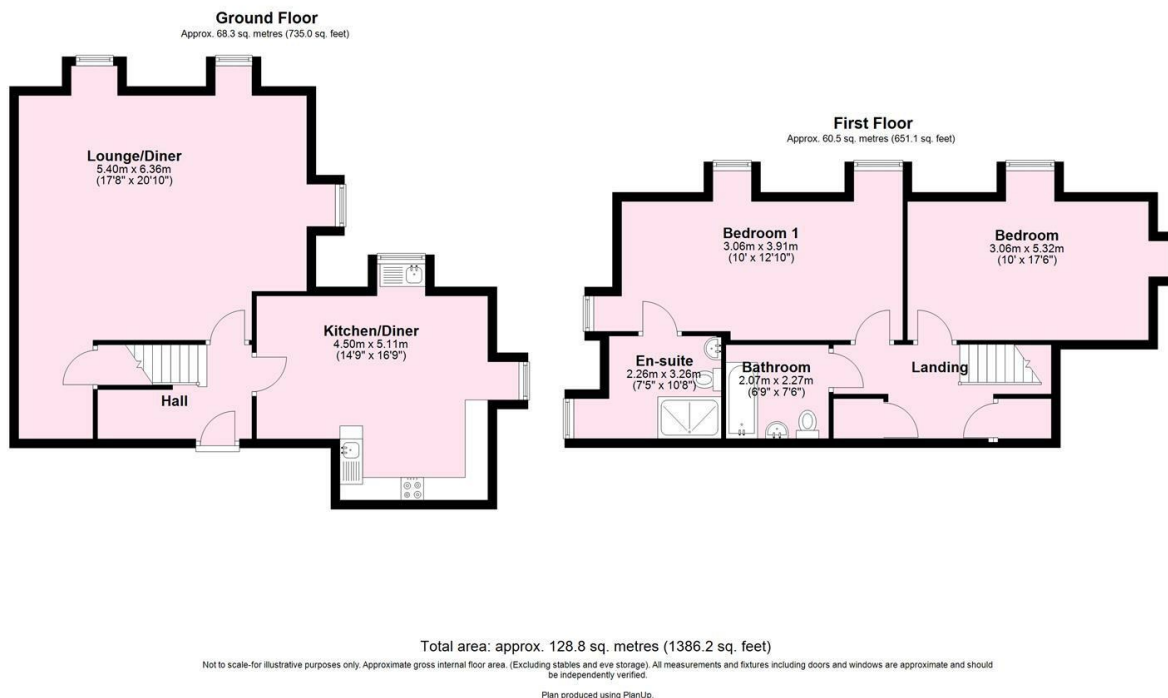 Ground Floor
Approx. 68.3 sq. metres (735.0 sq. feet)
Lounge/Diner
5.40m x 6.36m
(17'8" x 20'10")
Kitchen/Diner
4.50m x 5.11m
(14'9" x 16'9")
Hall
First Floor
Approx. 60.5 sq. metres (651.1 sq. feet)
Bedroom 1
3.06m x 3.91m
(10' x 12'10")
Bedroom
3.06m x 5.32m
(10' x 17'6")
En-suite
2.26m x 3.26m
(7'5" x 10'8")
Bathroom
2.07m x 2.27m
(6'9" x 7'6")
Landing
Total area: approx. 128.8 sq. metres (1386.2 sq. feet)
Not to scale-for illustrative purposes only. Approximate gross internal floor area. (Excluding stables and eve storage). All measurements and fixtures including doors and windows are approximate and should
be independently verified.
Plan produced using PlanUp.